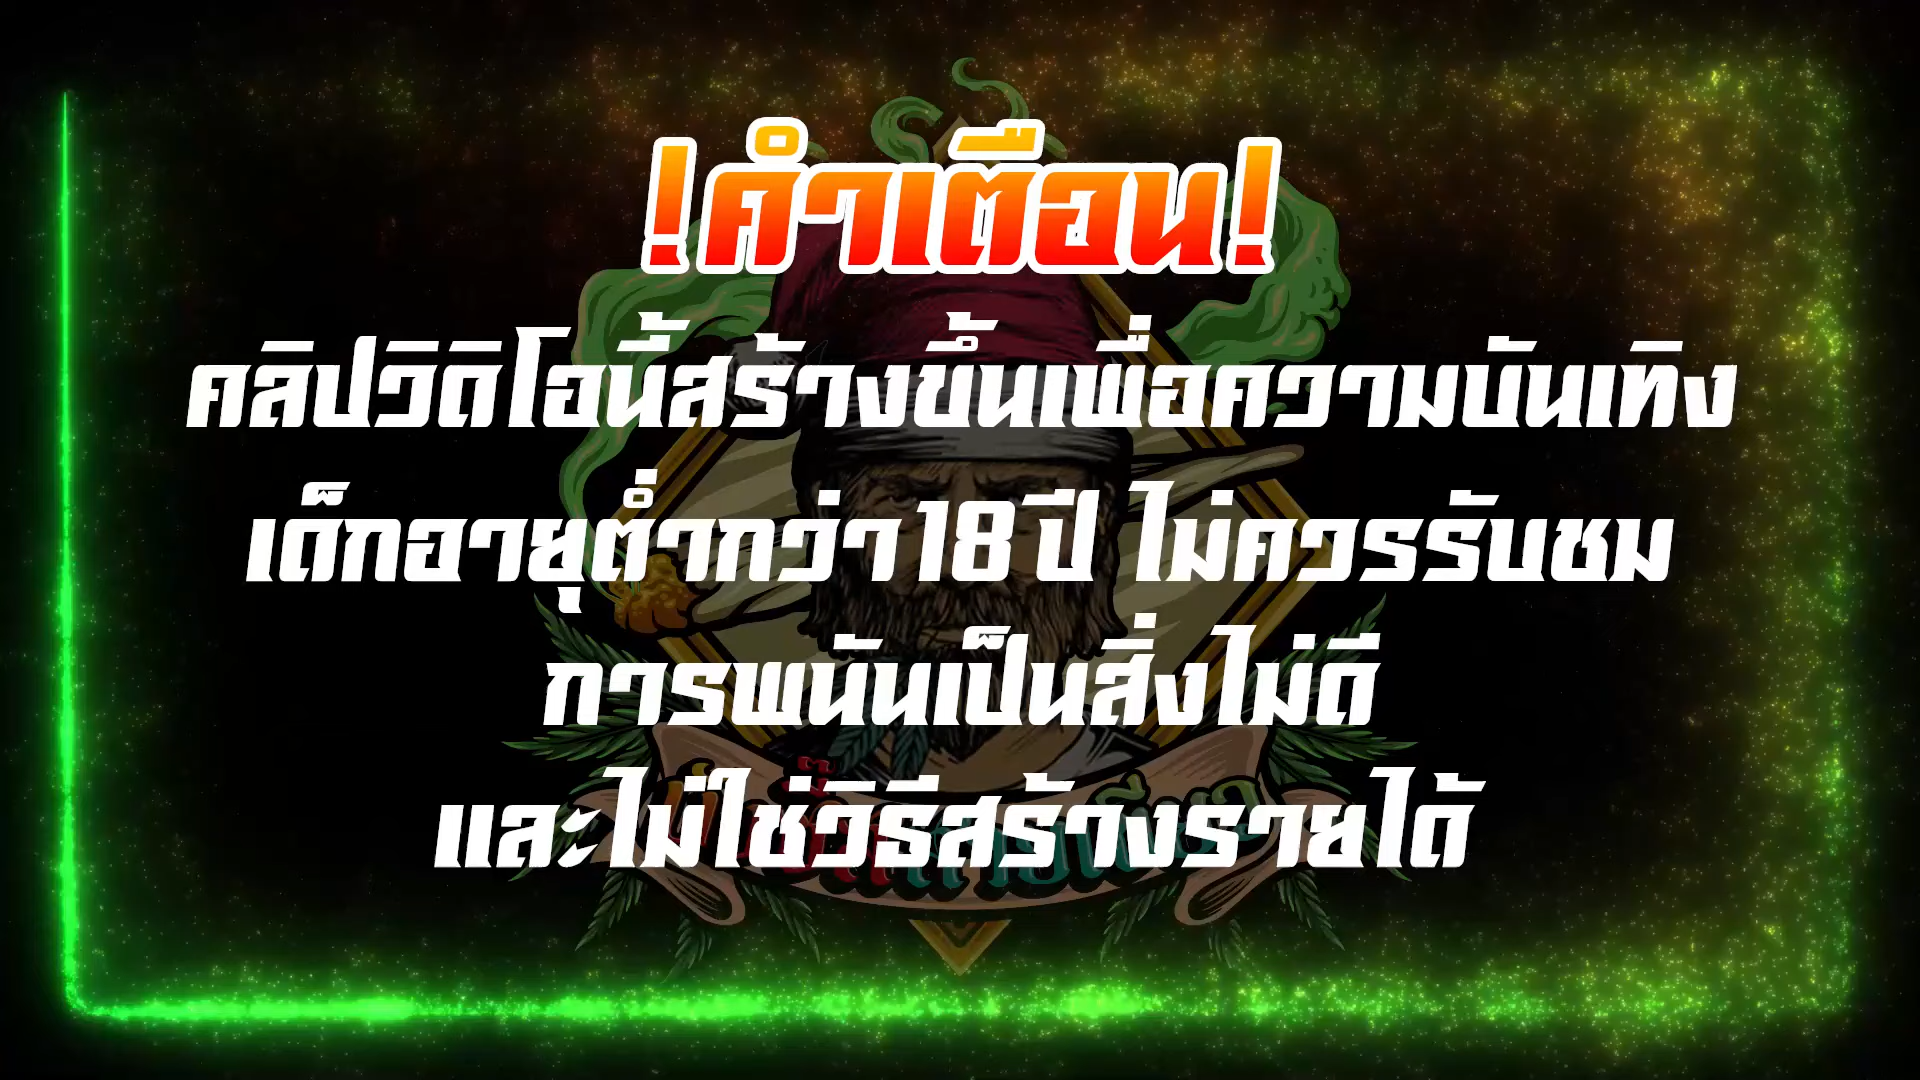 !คำเตือน!
คลิปวิดิโอนี้สร้างขึ้นเพื่อความบันเทิง
เด็กอายุต่ำกว่า 18 ปี ไม่ควรรับชม
การพนันเป็นสิ่งไม่ดี
และไม่ใช่วิธีสร้างรายได้